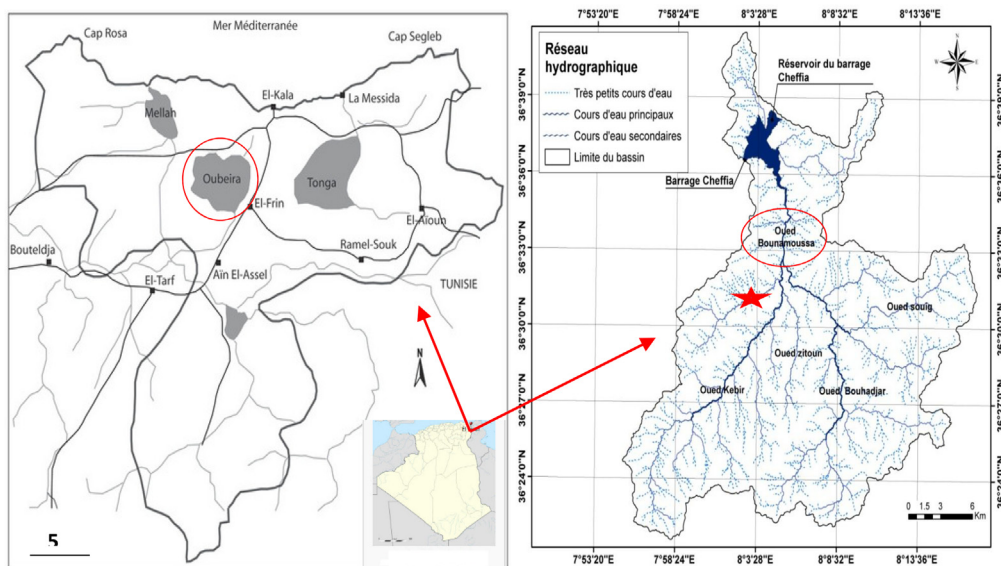 Cap Rosa
Mer Méditerranée
Cap Segleb
El-Kala
La Messida
Mellah
Oubeira
Tonga
El-Frin
El-Aïoun
Bouteldja
Ramel-Souk
Aïn El-Assel
El-Tarf
TUNISIE
N
5
7°53'20"E 7°58'24"E 8°3'28"E 8°8'32"E 8°13'36"E
Réseau
hydrographique
Très petits cours d'eau
Cours d'eau principaux
Cours d'eau secondaires
Limite du bassin
Réservoir du barrage
Cheffia
N
Barrage Cheffia
Oued
Bounamoussa
Oued souîg
Oued zitoun
Oued Kebir
Oued Bouhadjar
36°39'0"N
36°36'0"N
36°33'0"N
36°30'0"N
36°27'0"N
36°24'0"N
0 1.5 3 6
Km
7°53'20"E 7°58'24"E 8°3'28"E 8°8'32"E 8°13'36"E